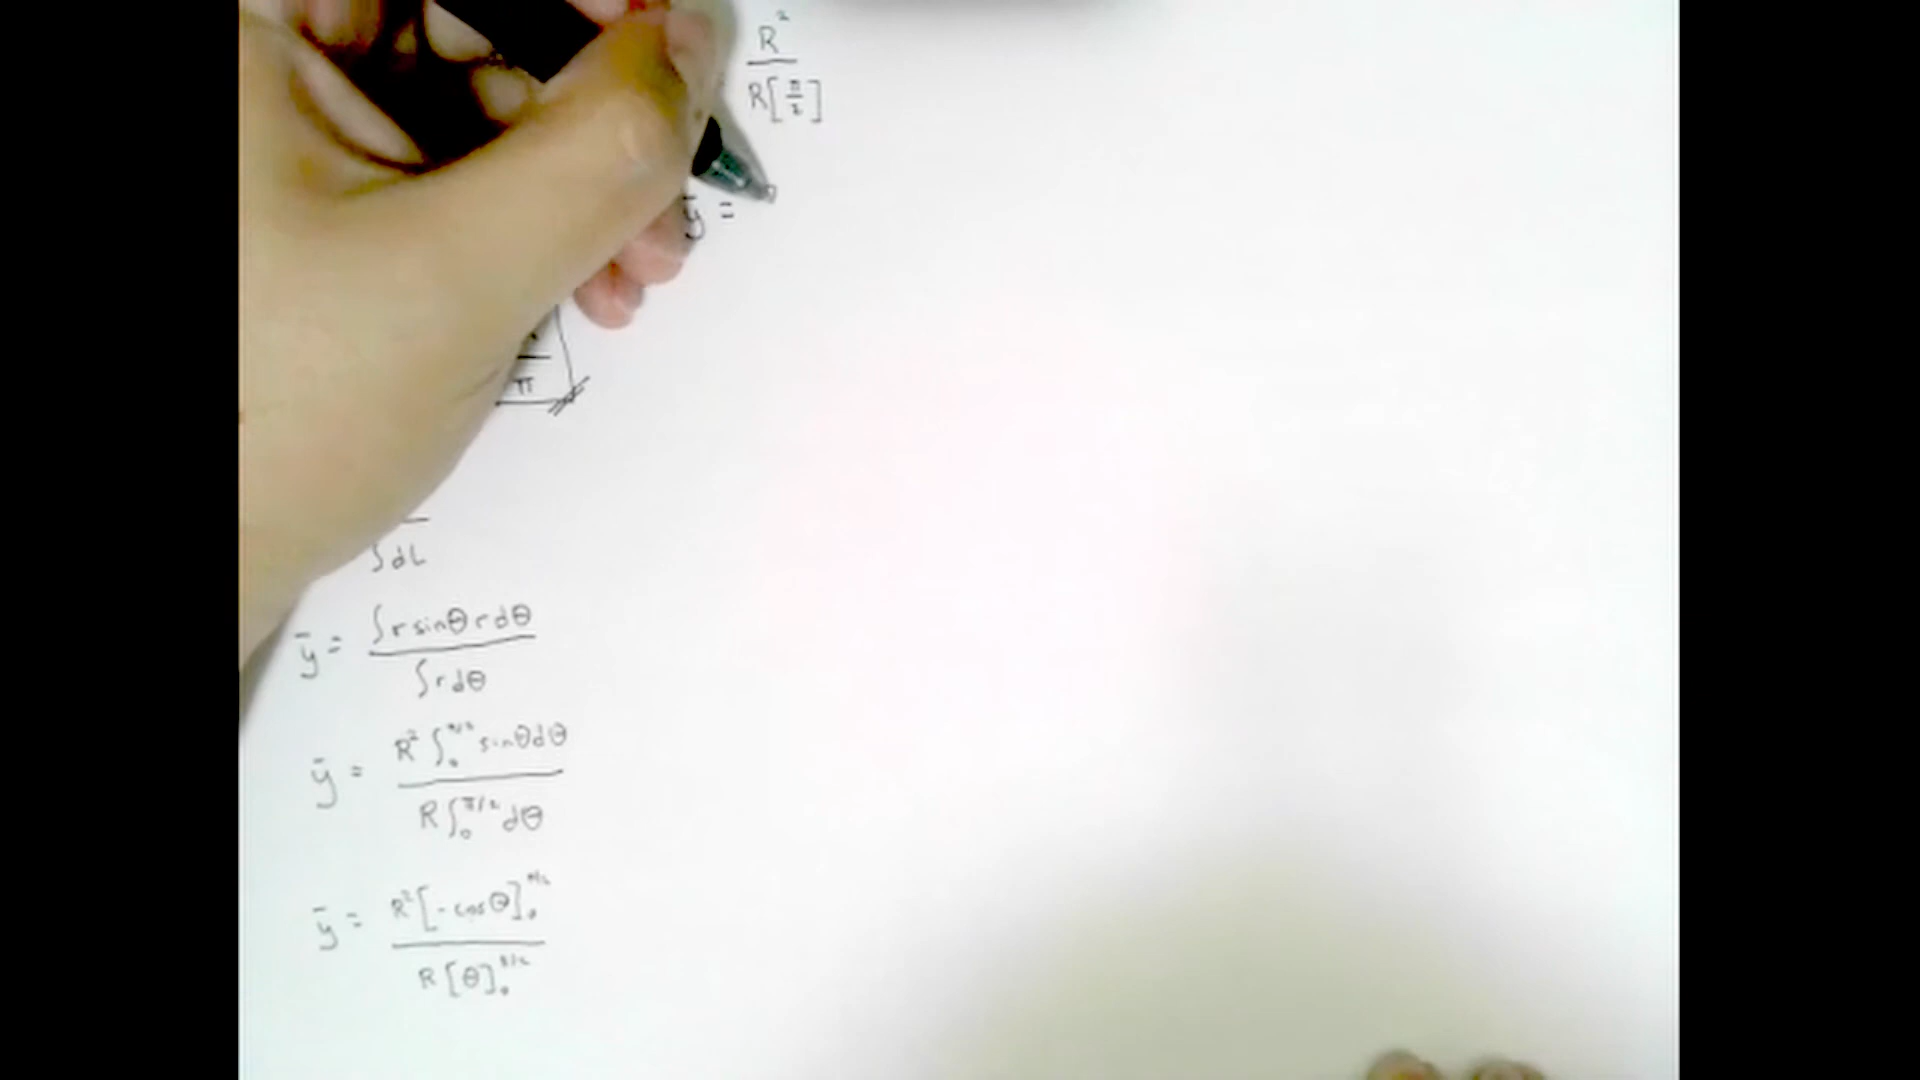 π
∫dL
ȳ = ∫r sinθ r dθ / ∫r dθ
ȳ = R² ∫₀^π/2 sinθ dθ / R ∫₀^π/2 dθ
ȳ = R² [-cosθ]₀^π/2 / R [θ]₀^π/2
R² / R[π/2]
ȳ =